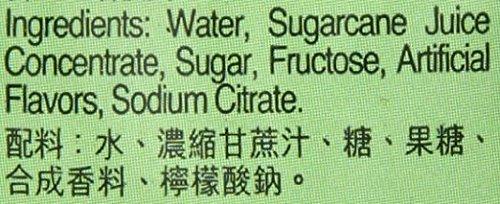 Ingredients: Water, Sugarcane Juice
Concentrate, Sugar, Fructose, Artificial
Flavors, Sodium Citrate.
配料：水、濃縮甘蔗汁、糖、果糖、
合成香料、檸檬酸鈉。